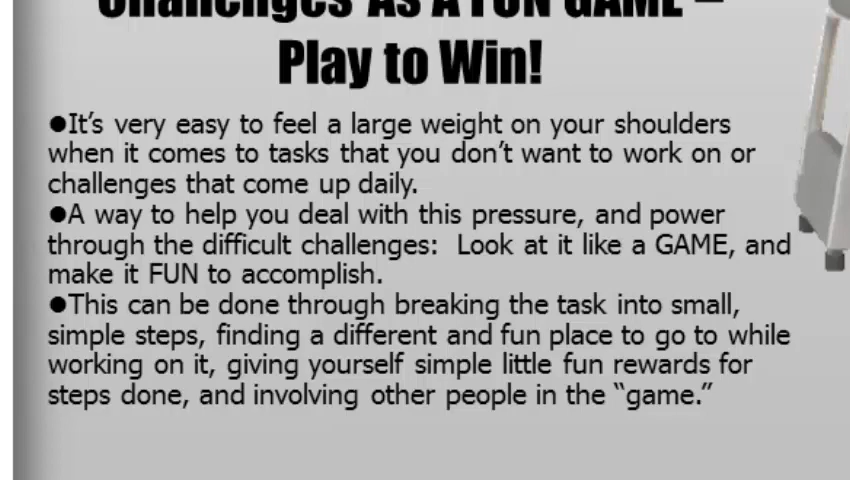 Challenges As A FUN GAME –
Play to Win!
●It’s very easy to feel a large weight on your shoulders
when it comes to tasks that you don’t want to work on or
challenges that come up daily.
●A way to help you deal with this pressure, and power
through the difficult challenges:  Look at it like a GAME, and
make it FUN to accomplish.
●This can be done through breaking the task into small,
simple steps, finding a different and fun place to go to while
working on it, giving yourself simple little fun rewards for
steps done, and involving other people in the “game.”